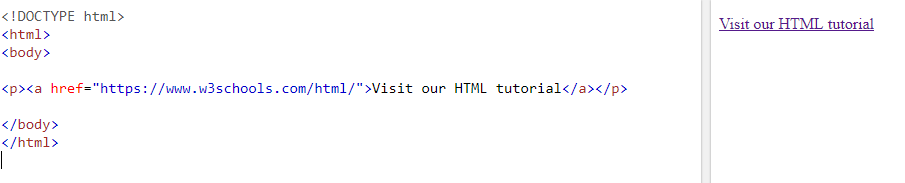 <!DOCTYPE html>
<html>
<body>
<p><a href="https://www.w3schools.com/html/">Visit our HTML tutorial</a></p>
</body>
</html>
Visit our HTML tutorial